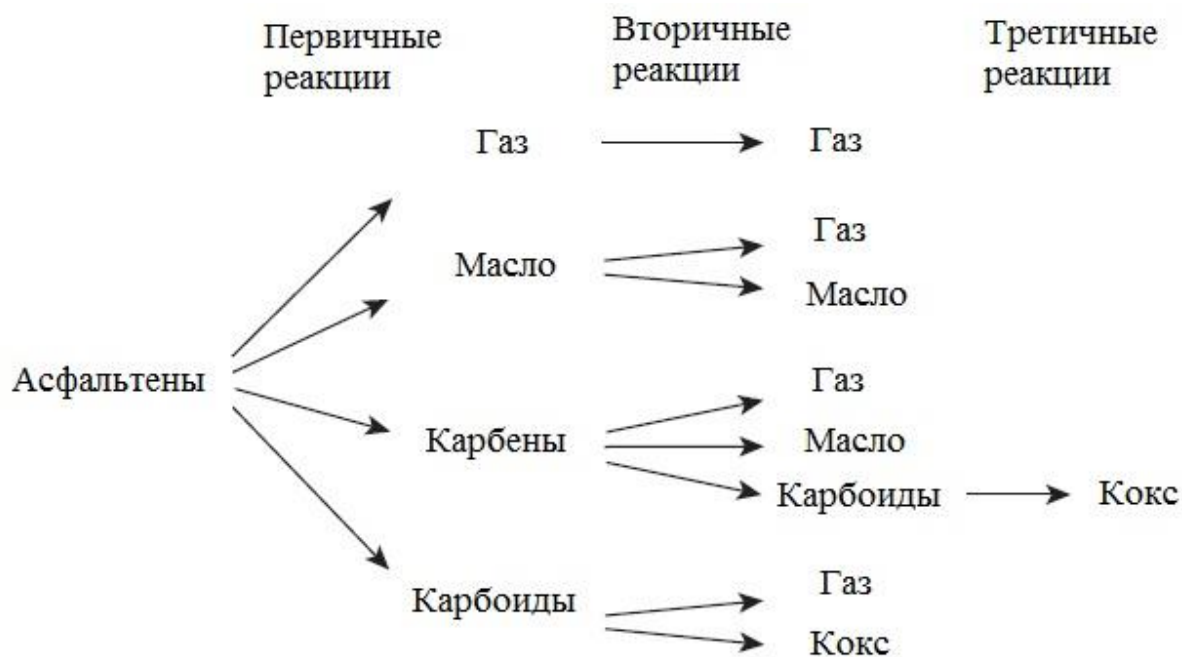 Первичные
реакции
Вторичные
реакции
Третичные
реакции
Газ
Газ
Масло
Газ
Масло
Асфальтены
Карбены
Газ
Масло
Карбоиды
Кокс
Карбоиды
Газ
Кокс